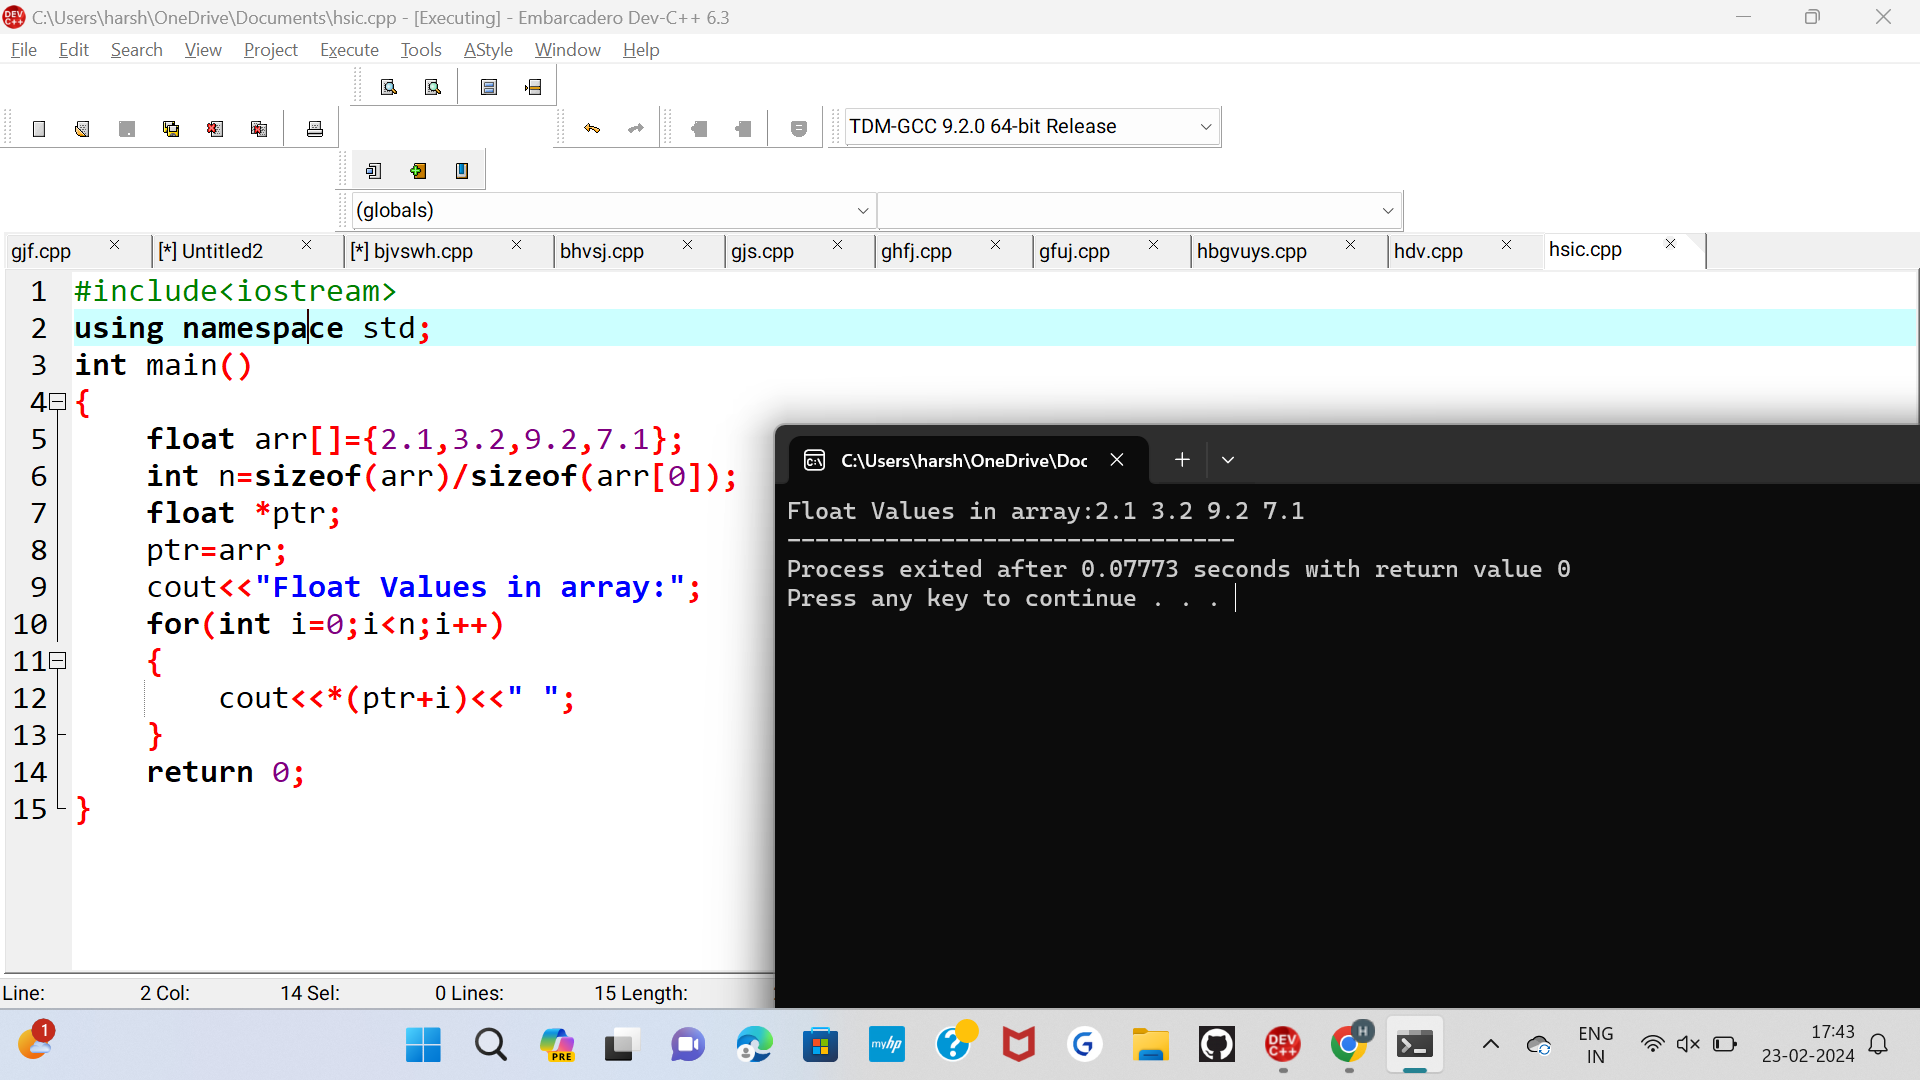 C:\Users\harsh\OneDrive\Documents\hsic.cpp - [Executing] - Embarcadero Dev-C++ 6.3
File Edit Search View Project Execute Tools AStyle Window Help
TDM-GCC 9.2.0 64-bit Release
(globals)
gjf.cpp [*] Untitled2 [*] bjvswh.cpp bhvsj.cpp gjs.cpp ghfj.cpp gfuj.cpp hbgvuys.cpp hdv.cpp hsic.cpp
1 #include<iostream>
2 using namespace std;
3 int main()
4 {
5 float arr[]={2.1,3.2,9.2,7.1};
6 int n=sizeof(arr)/sizeof(arr[0]);
7 float *ptr;
8 ptr=arr;
9 cout<<"Float Values in array:";
10 for(int i=0;i<n;i++)
11 {
12 cout<<*(ptr+i)<<" ";
13 }
14 return 0;
15 }
C:\Users\harsh\OneDrive\Doc
Float Values in array:2.1 3.2 9.2 7.1
--------------------------------
Process exited after 0.07773 seconds with return value 0
Press any key to continue . . .
Line: 2 Col: 14 Sel: 0 Lines: 15 Length:
1
PRE
myhp
G
DEV C++
H
ENG
IN
17:43
23-02-2024